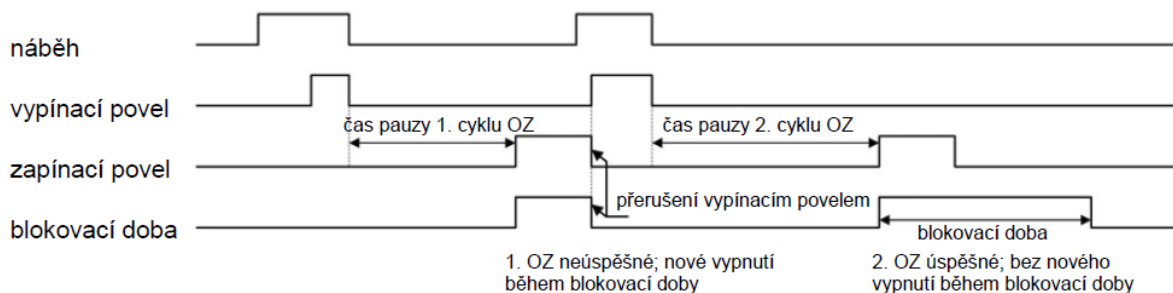 náběh
vypínací povel
čas pauzy 1. cyklu OZ
čas pauzy 2. cyklu OZ
zapínací povel
přerušení vypínacím povelem
blokovací doba
blokovací doba
1. OZ neúspěšné; nové vypnutí
během blokovací doby
2. OZ úspěšné; bez nového
vypnutí během blokovací doby